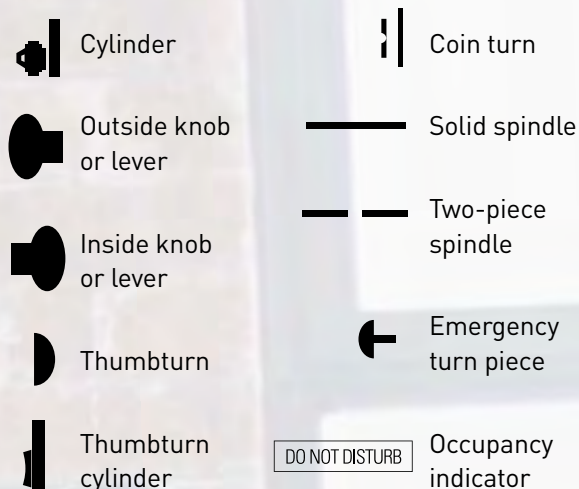 Cylinder
Outside knob
or lever
Inside knob
or lever
Thumbturn
Thumbturn
cylinder
Coin turn
Solid spindle
Two-piece
spindle
Emergency
turn piece
DO NOT DISTURB
Occupancy
indicator